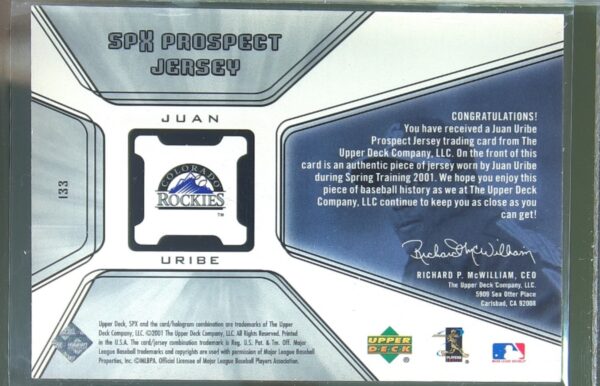 SPX PROSPECT
JERSEY
JUAN
COLORADO
ROCKIES
TM
URIBE
133
CONGRATULATIONS!
You have received a Juan Uribe
Prospect Jersey trading card from The
Upper Deck Company, LLC. On the front of this
card is an authentic piece of jersey worn by Juan Uribe
during Spring Training 2001. We hope you enjoy this
piece of baseball history as we at The Upper Deck
Company, LLC continue to keep you as close as you
can get!
Richard McWilliam
RICHARD P. McWILLIAM, CEO
The Upper Deck Company, LLC.
5909 Sea Otter Place
Carlsbad, CA 92008
Upper Deck, SPX and the card/hologram combination are trademarks of The Upper
Deck Company, LLC. ©2001 The Upper Deck Company, LLC. All Rights Reserved. Printed
in the U.S.A. The card/jersey combination trademark is Reg. U.S. Pat. & Tm. Off. Major
League Baseball trademarks and copyrights are used with permission of Major League Baseball
Properties, Inc. ©MLBPA. Official Licensee of Major League Baseball Players Association.
UPPER
DECK
PLAYERS